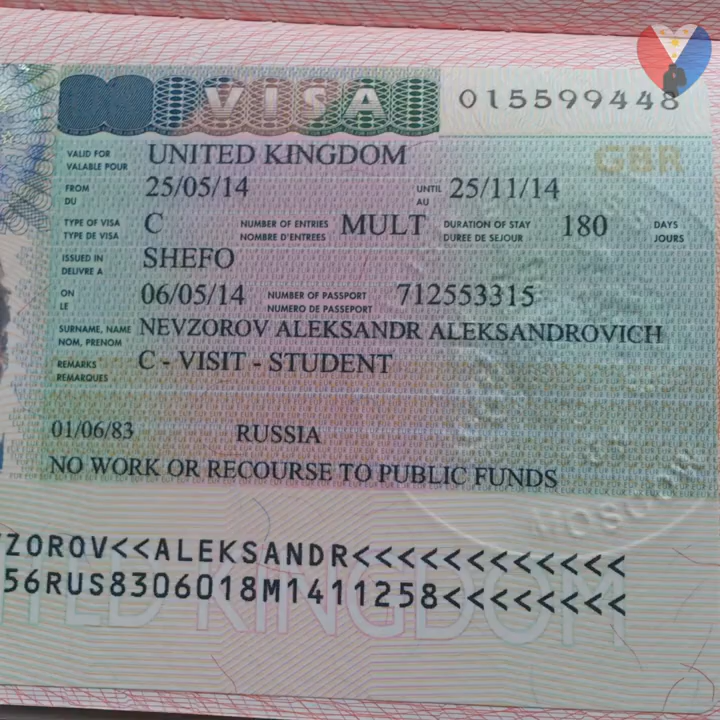 VISA
015599448
GBR
VALID FOR
VALABLE POUR
UNITED KINGDOM
FROM
DU
25/05/14
UNTIL
AU
25/11/14
TYPE OF VISA
TYPE DE VISA
C
NUMBER OF ENTRIES
NOMBRE D'ENTREES
MULT
DURATION OF STAY
DUREE DE SEJOUR
180
DAYS
JOURS
ISSUED IN
DELIVRE A
SHEFO
ON
LE
06/05/14
NUMBER OF PASSPORT
NUMERO DE PASSEPORT
712553315
SURNAME, NAME
NOM, PRENOM
NEVZOROV ALEKSANDR ALEKSANDROVICH
REMARKS
REMARQUES
C - VISIT - STUDENT
01/06/83
RUSSIA
NO WORK OR RECOURSE TO PUBLIC FUNDS
MOSCOW
ZOROV<<ALEKSANDR<<<<<<<<<<<<
56RUS8306018M1411258<<<<<<<<
UNITED KINGDOM